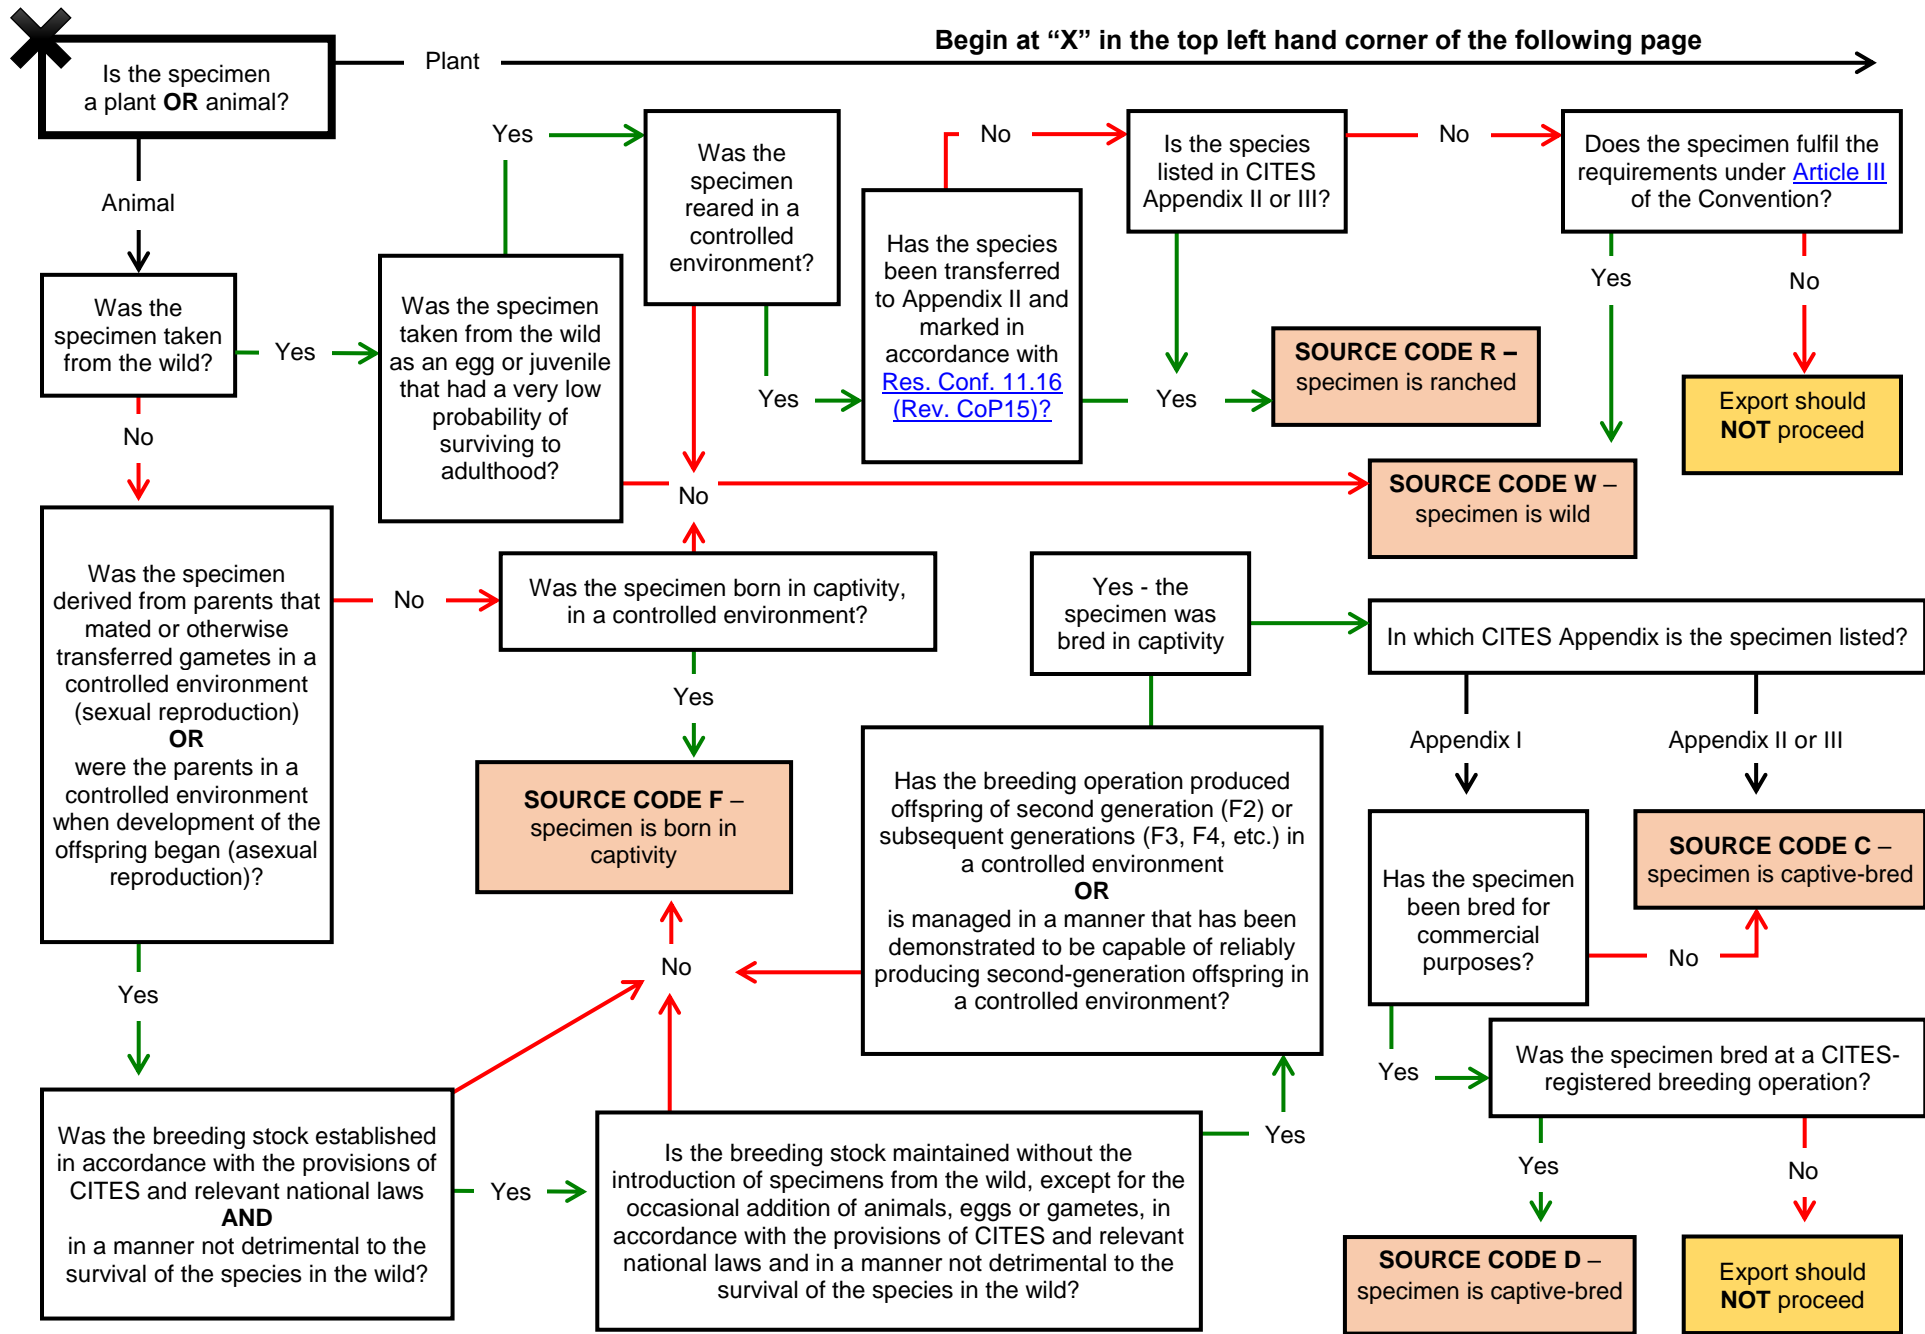 Begin at “X” in the top left hand corner of the following page
Is the specimen
a plant OR animal?
Plant
Animal
Was the
specimen taken
from the wild?
Yes
No
Was the specimen
taken from the wild
as an egg or juvenile
that had a very low
probability of
surviving to
adulthood?
Yes
Was the
specimen
reared in a
controlled
environment?
Yes
No
Has the species
been transferred
to Appendix II and
marked in
accordance with
Res. Conf. 11.16
(Rev. CoP15)?
No
Yes
Is the species
listed in CITES
Appendix II or III?
No
Does the specimen fulfil the
requirements under Article III
of the Convention?
Yes
No
SOURCE CODE R –
specimen is ranched
Export should
NOT proceed
SOURCE CODE W –
specimen is wild
Was the specimen
derived from parents that
mated or otherwise
transferred gametes in a
controlled environment
(sexual reproduction)
OR
were the parents in a
controlled environment
when development of the
offspring began (asexual
reproduction)?
No
Yes
Was the specimen born in captivity,
in a controlled environment?
Yes
SOURCE CODE F –
specimen is born in
captivity
No
Yes - the
specimen was
bred in captivity
In which CITES Appendix is the specimen listed?
Appendix I
Appendix II or III
Has the breeding operation produced
offspring of second generation (F2) or
subsequent generations (F3, F4, etc.) in
a controlled environment
OR
is managed in a manner that has been
demonstrated to be capable of reliably
producing second-generation offspring in
a controlled environment?
Has the specimen
been bred for
commercial
purposes?
No
Yes
SOURCE CODE C –
specimen is captive-bred
Was the specimen bred at a CITES-
registered breeding operation?
Yes
No
Was the breeding stock established
in accordance with the provisions of
CITES and relevant national laws
AND
in a manner not detrimental to the
survival of the species in the wild?
Yes
Is the breeding stock maintained without the
introduction of specimens from the wild, except for the
occasional addition of animals, eggs or gametes, in
accordance with the provisions of CITES and relevant
national laws and in a manner not detrimental to the
survival of the species in the wild?
Yes
SOURCE CODE D –
specimen is captive-bred
Export should
NOT proceed